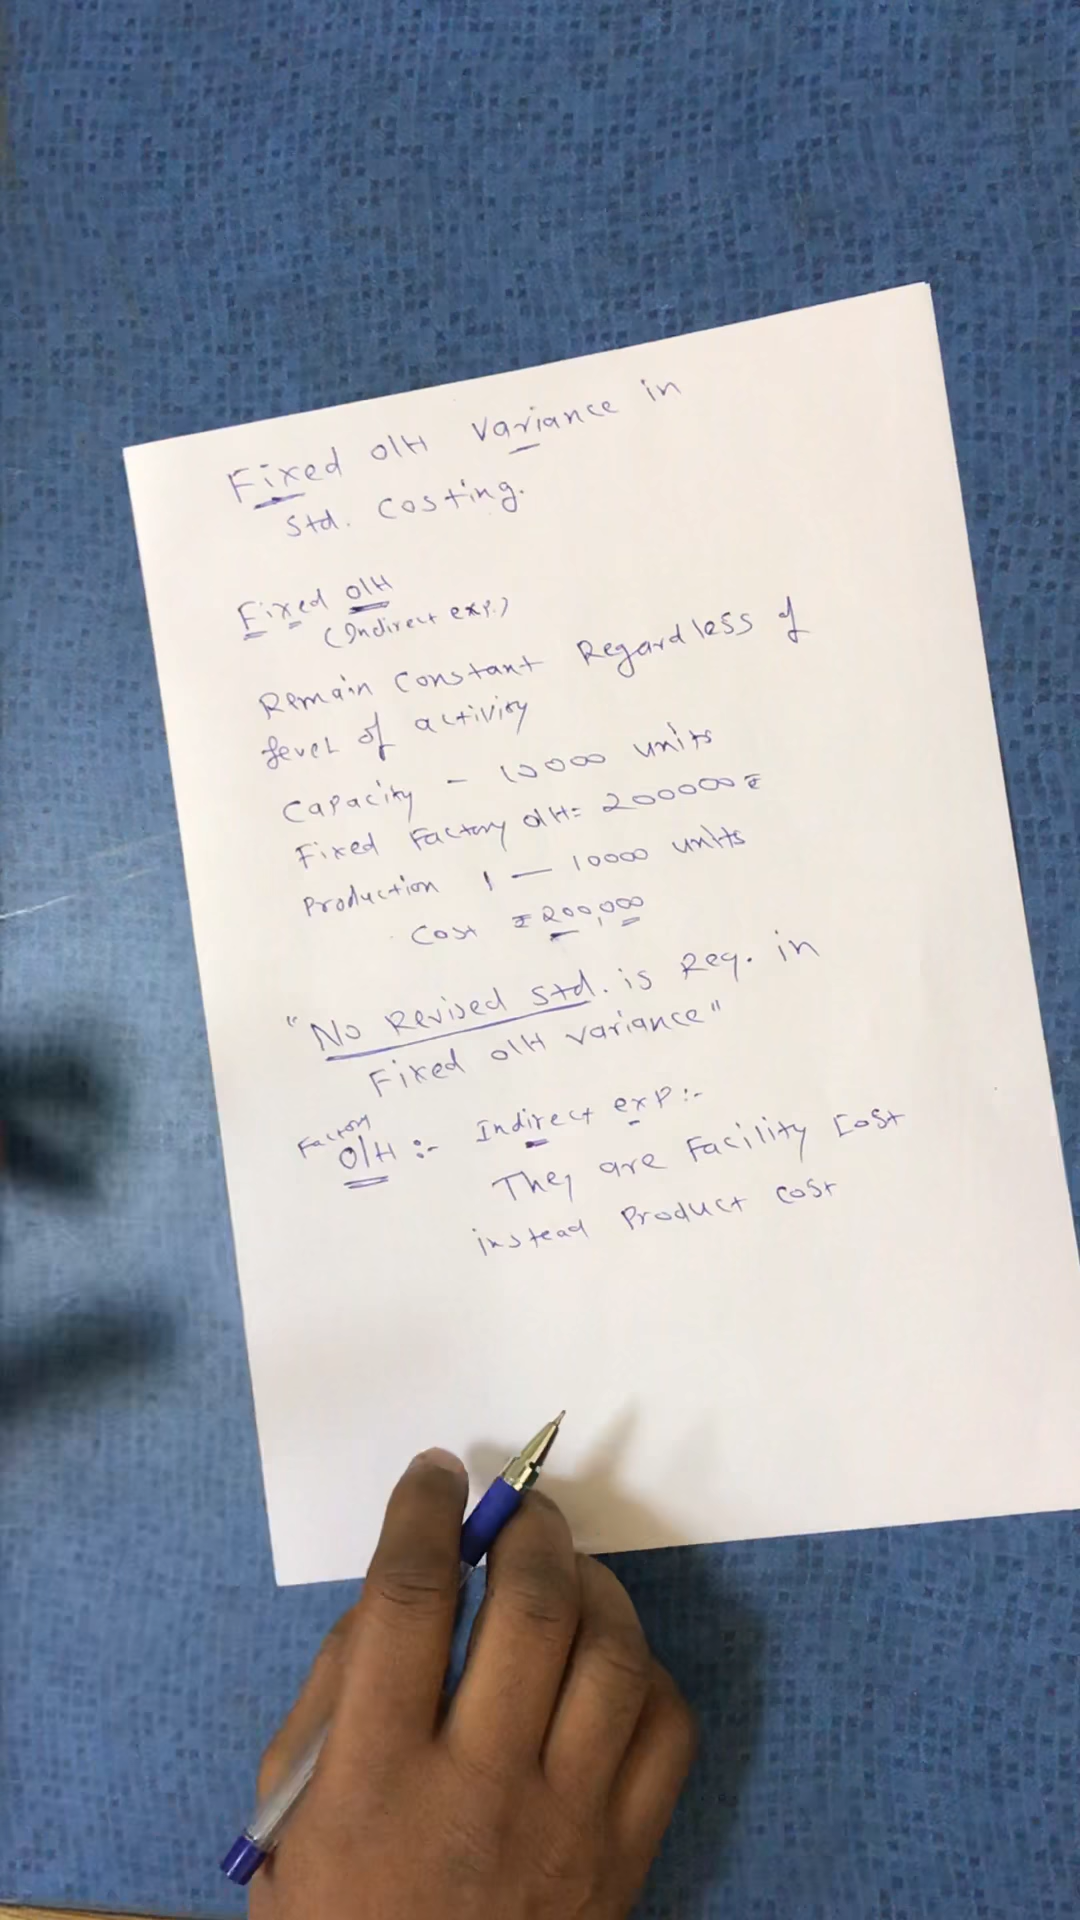 Fixed O/H Variance in
Std. Costing.
Fixed O/H
(Indirect exp.)
Remain Constant Regardless of
level of activity
Capacity - 10000 units
Fixed Factory O/H = 200000 ₹
Production 1 — 10000 units
Cost ₹ 200,000
"No Revised Std. is Req. in
Fixed O/H Variance"
Factory
O/H :- Indirect exp :-
They are Facility Cost
instead Product Cost